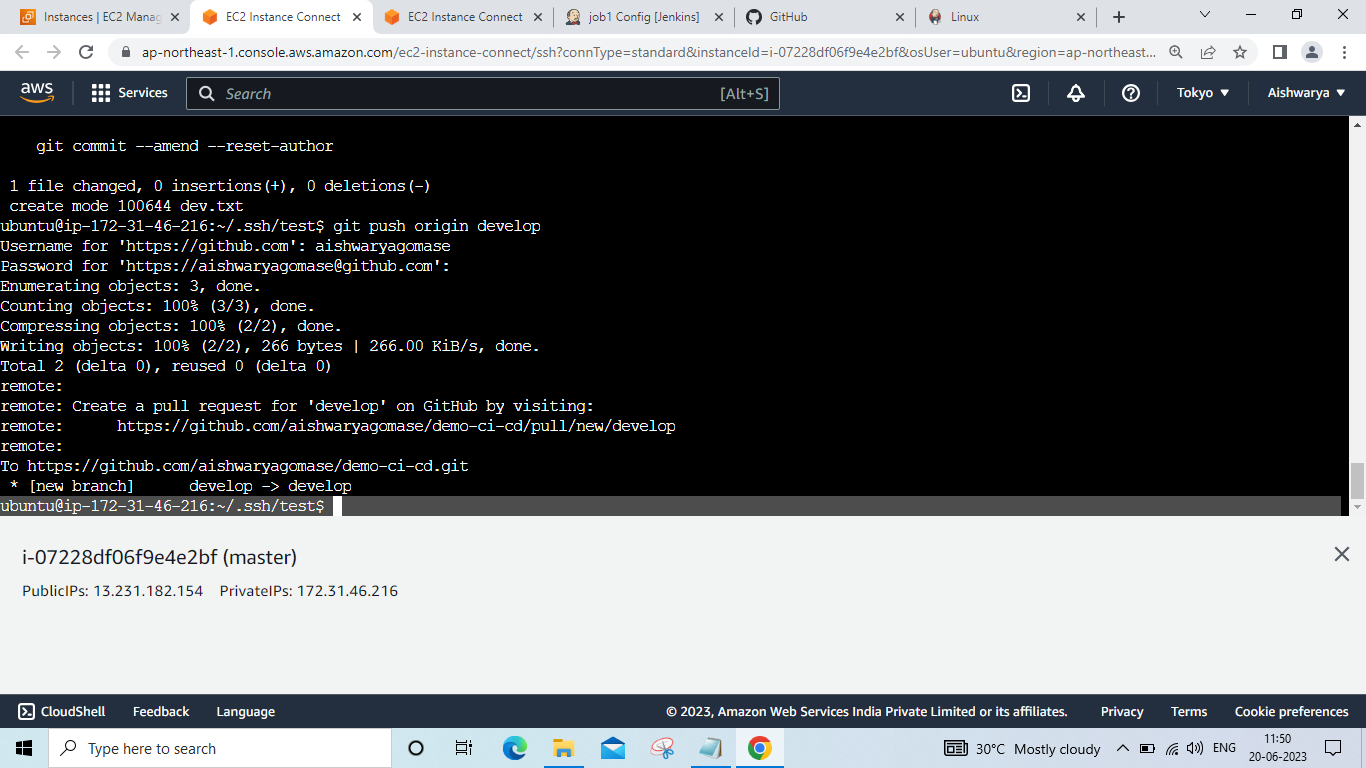 Instances | EC2 Manag
EC2 Instance Connect
EC2 Instance Connect
job1 Config [Jenkins]
GitHub
Linux
ap-northeast-1.console.aws.amazon.com/ec2-instance-connect/ssh?connType=standard&instanceId=i-07228df06f9e4e2bf&osUser=ubuntu&region=ap-northeast...
aws
Services
Search
[Alt+S]
Tokyo
Aishwarya
git commit --amend --reset-author
1 file changed, 0 insertions(+), 0 deletions(-)
create mode 100644 dev.txt
ubuntu@ip-172-31-46-216:~/.ssh/test$ git push origin develop
Username for 'https://github.com': aishwaryagomase
Password for 'https://aishwaryagomase@github.com':
Enumerating objects: 3, done.
Counting objects: 100% (3/3), done.
Compressing objects: 100% (2/2), done.
Writing objects: 100% (2/2), 266 bytes | 266.00 KiB/s, done.
Total 2 (delta 0), reused 0 (delta 0)
remote:
remote: Create a pull request for 'develop' on GitHub by visiting:
remote:      https://github.com/aishwaryagomase/demo-ci-cd/pull/new/develop
remote:
To https://github.com/aishwaryagomase/demo-ci-cd.git
* [new branch]      develop -> develop
ubuntu@ip-172-31-46-216:~/.ssh/test$
i-07228df06f9e4e2bf (master)
PublicIPs: 13.231.182.154    PrivateIPs: 172.31.46.216
CloudShell
Feedback
Language
© 2023, Amazon Web Services India Private Limited or its affiliates.
Privacy
Terms
Cookie preferences
Type here to search
30°C Mostly cloudy
ENG
11:50
20-06-2023